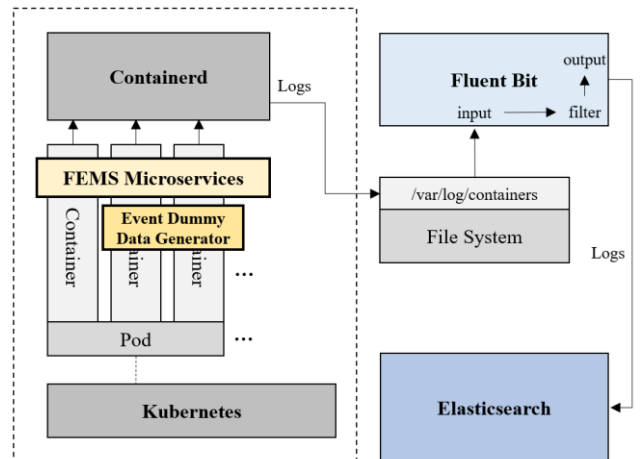 Containerd
Logs
FEMS Microservices
Event Dummy
Data Generator
Container
...
Pod
...
Kubernetes
Fluent Bit
output
input
filter
/var/log/containers
File System
Logs
Elasticsearch